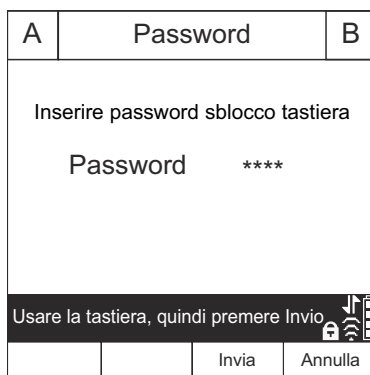 A Password B
Inserire password sblocco tastiera
Password ****
Usare la tastiera, quindi premere Invio
Invia Annulla